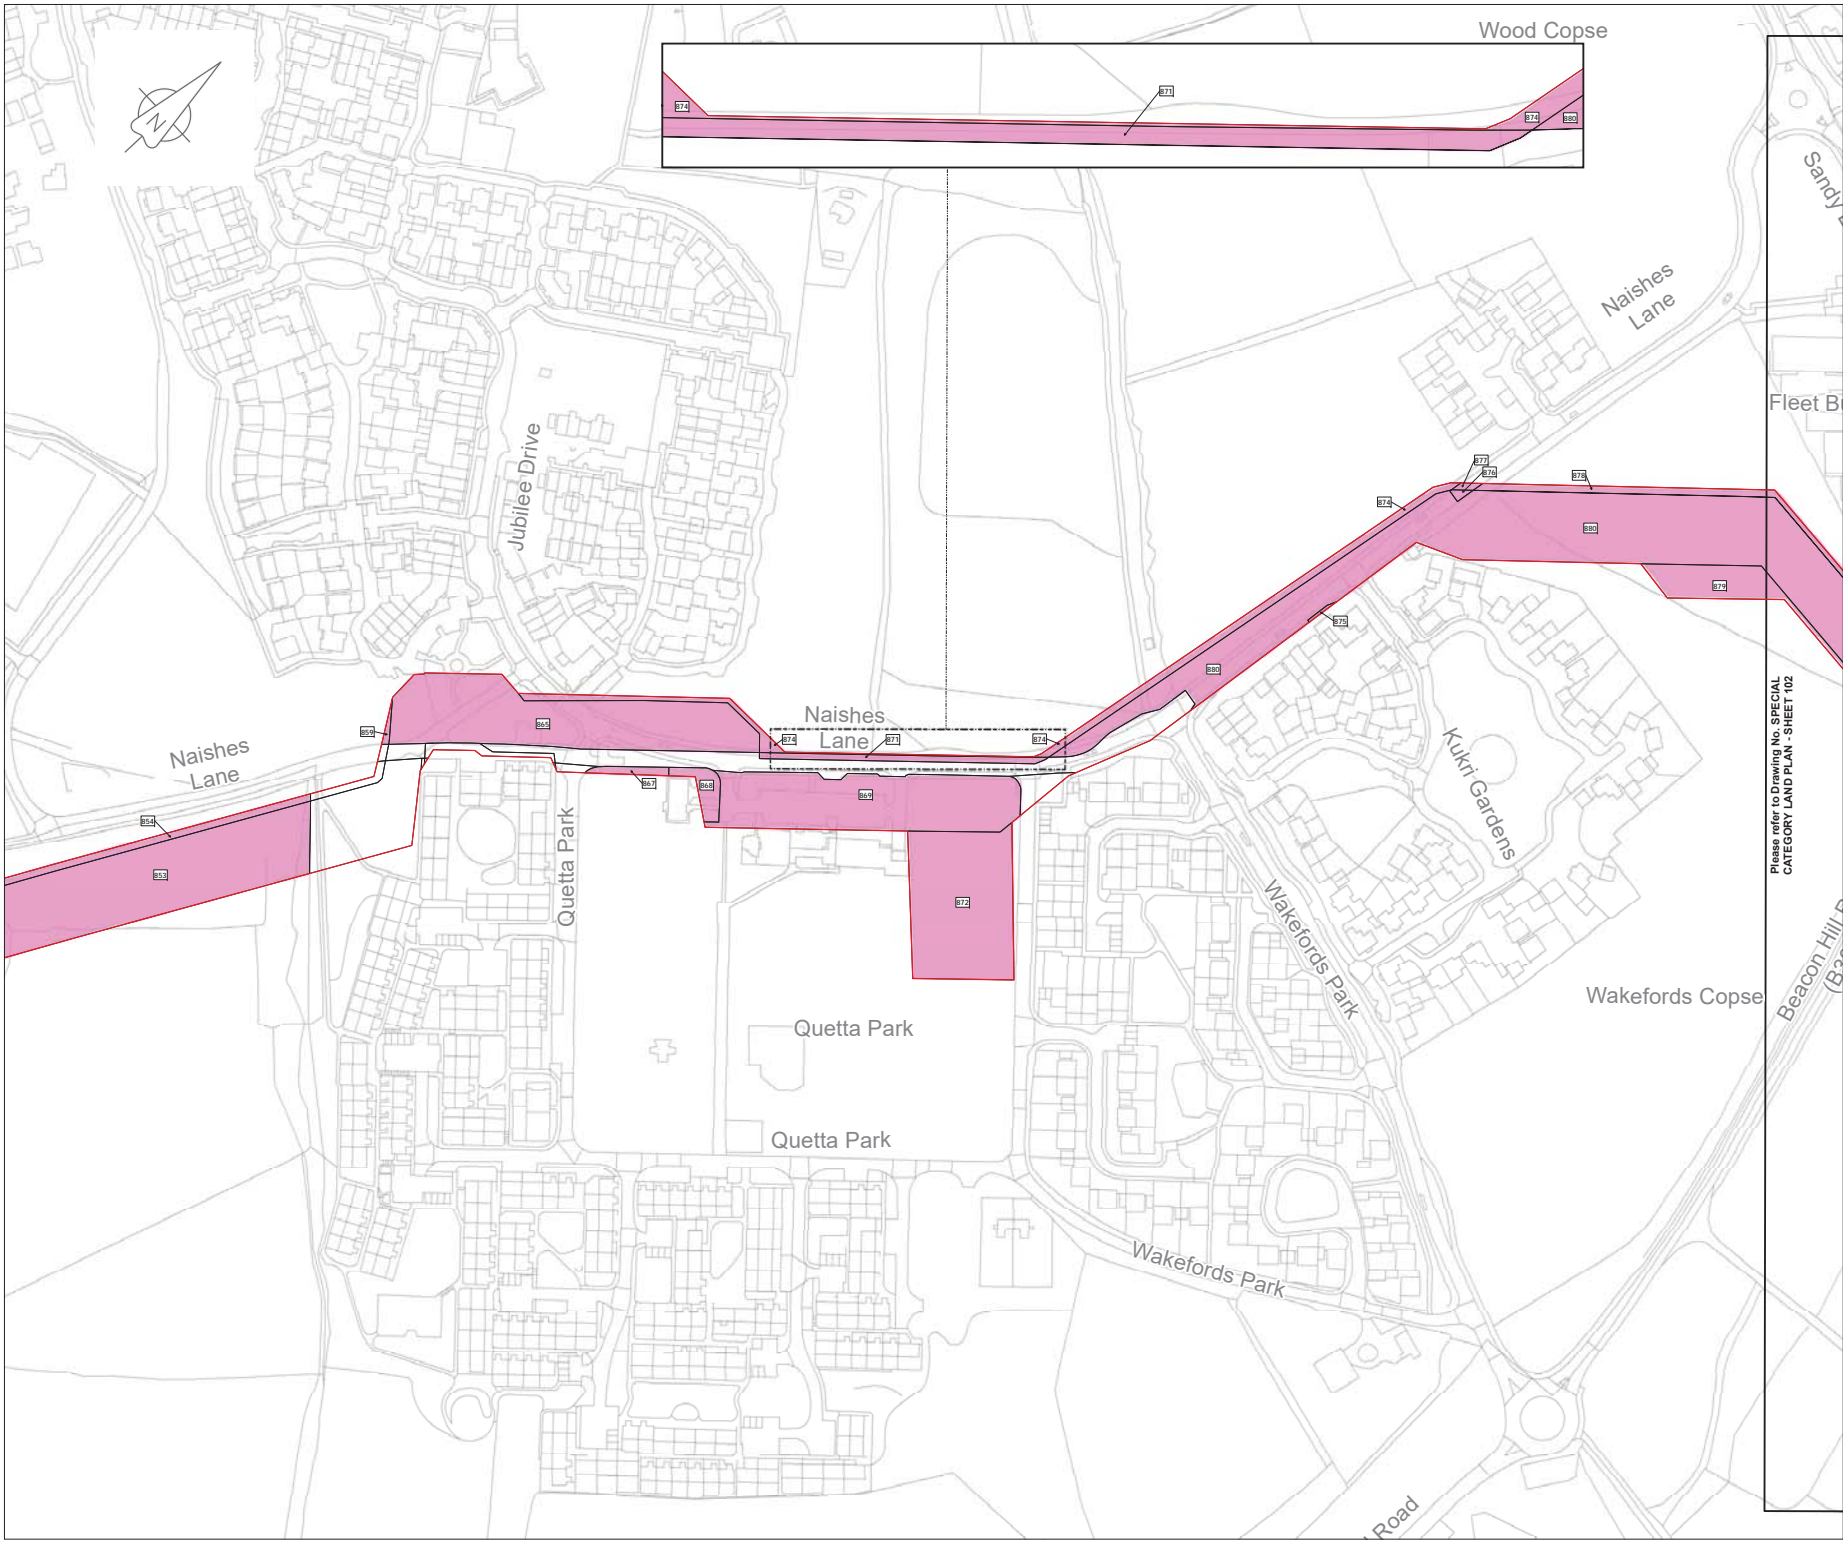 Wood Copse
N
874
871
874
880
Sandy
Naishes
Lane
Fleet B
Jubilee Drive
877
876
878
874
880
879
875
880
Naishes
Lane
859
865
Naishes
Lane
874
871
874
867
868
869
854
853
872
Quetta Park
Kukri Gardens
Wakefords Park
Please refer to Drawing No. SPECIAL
CATEGORY LAND PLAN - SHEET 102
Wakefords Copse
Beacon Hill
(B3
Quetta Park
Quetta Park
Wakefords Park
Road